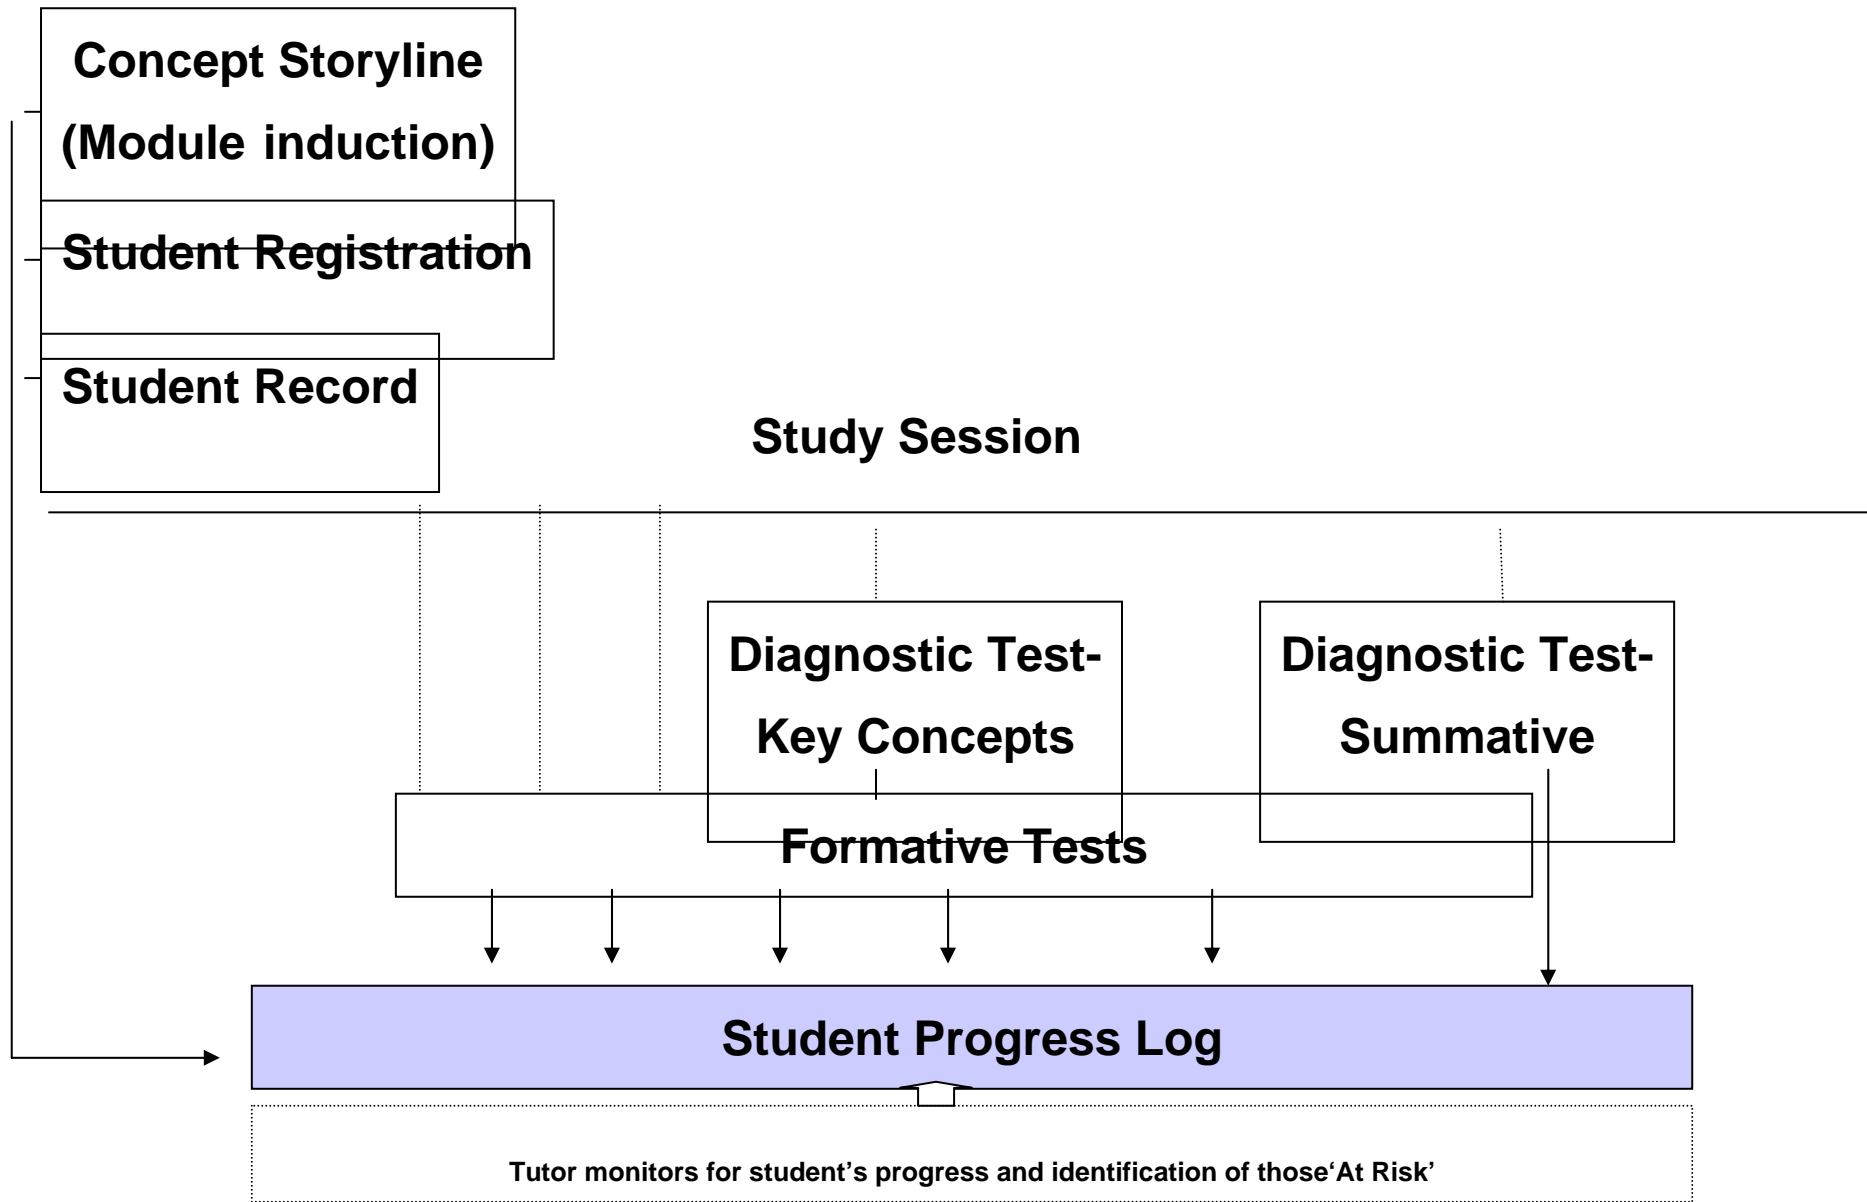 Concept Storyline
(Module induction)
Student Registration
Student Record
Study Session
Diagnostic Test-
Key Concepts
Diagnostic Test-
Summative
Formative Tests
Student Progress Log
Tutor monitors for student’s progress and identification of those‘At Risk’